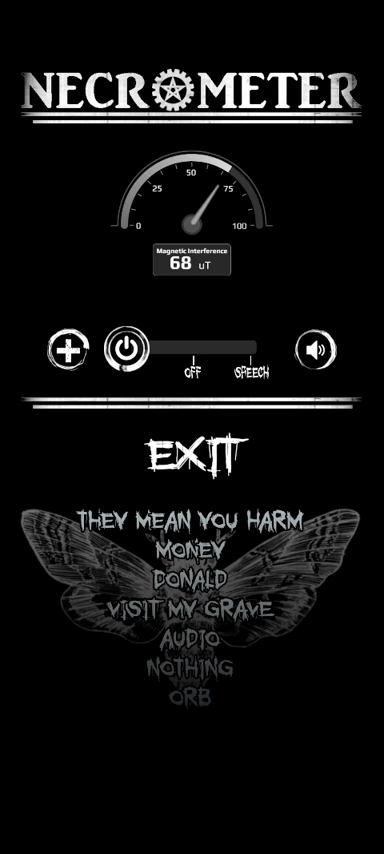 NECROMETER
50
25
75
0
100
Magnetic Interference
68 uT
OFF
SPEECH
EXIT
THEY MEAN YOU HARM
MONEY
DONALD
VISIT MY GRAVE
AUDIO
NOTHING
ORB